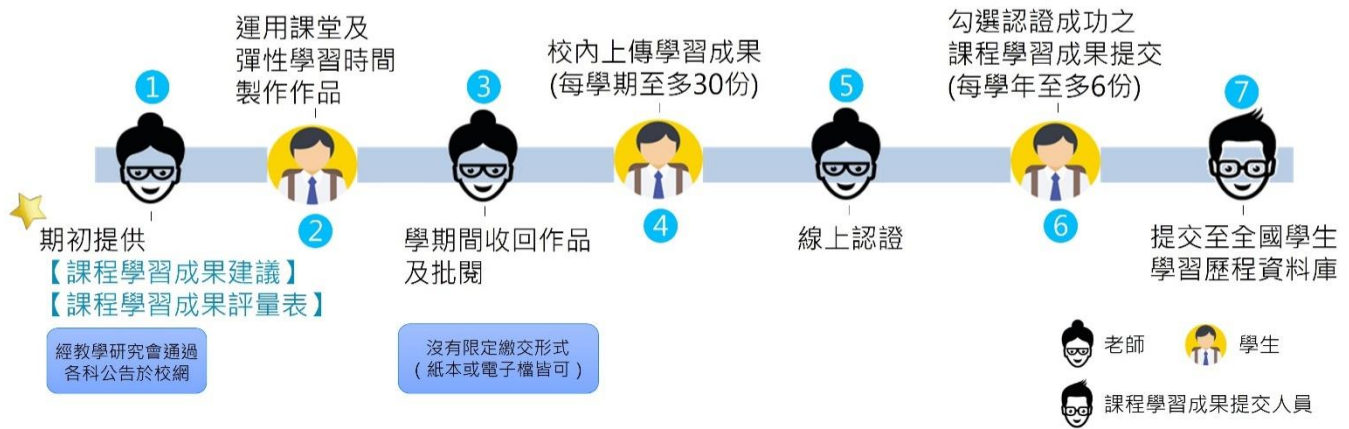 1
期初提供
【課程學習成果建議】
【課程學習成果評量表】
經教學研究會通過
各科公告於校網
運用課堂及
彈性學習時間
製作作品
2
3
學期間收回作品
及批閱
沒有限定繳交形式
(紙本或電子檔皆可)
校內上傳學習成果
(每學期至多30份)
4
5
線上認證
勾選認證成功之
課程學習成果提交
(每學年至多6份)
6
7
提交至全國學生
學習歷程資料庫
老師
學生
課程學習成果提交人員